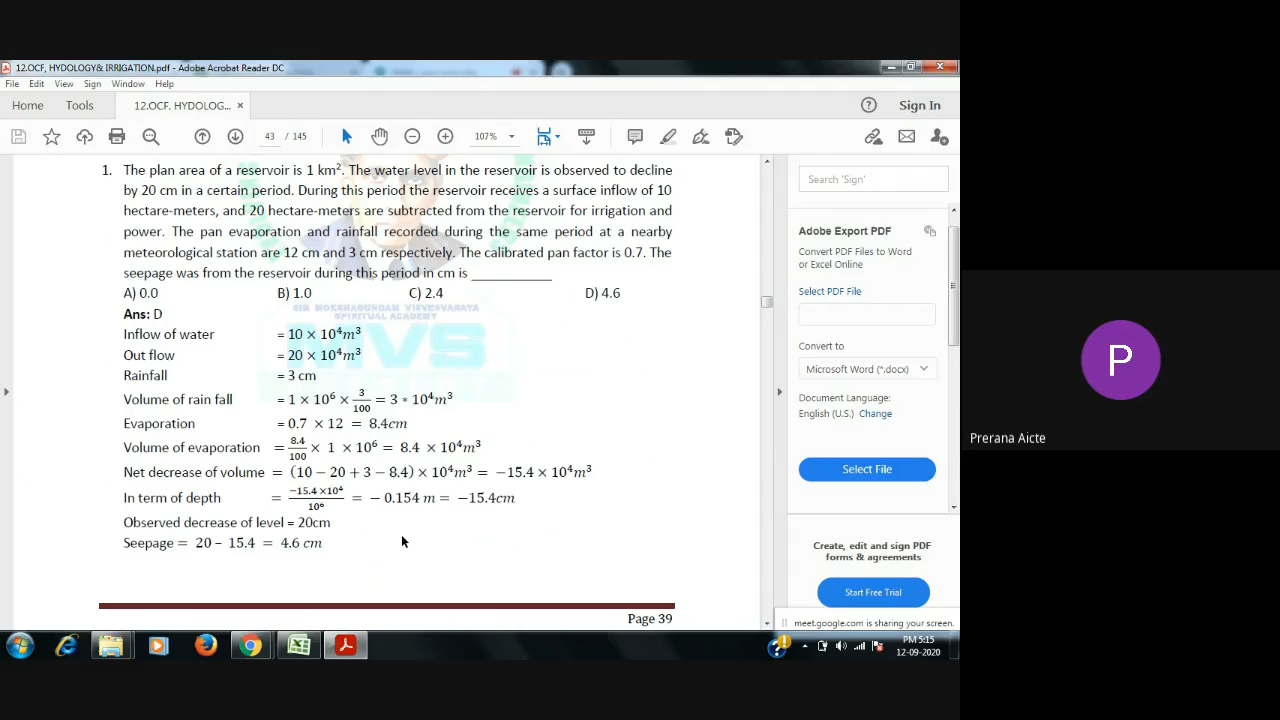 12.OCF, HYDOLOGY& IRRIGATION.pdf - Adobe Acrobat Reader DC
File Edit View Sign Window Help
Home Tools 12.OCF, HYDOLOG... × Sign In
43 / 145 107%
1. The plan area of a reservoir is 1 km². The water level in the reservoir is observed to decline
by 20 cm in a certain period. During this period the reservoir receives a surface inflow of 10
hectare-meters, and 20 hectare-meters are subtracted from the reservoir for irrigation and
power. The pan evaporation and rainfall recorded during the same period at a nearby
meteorological station are 12 cm and 3 cm respectively. The calibrated pan factor is 0.7. The
seepage was from the reservoir during this period in cm is ____________
A) 0.0 B) 1.0 C) 2.4 D) 4.6
SIR MOKSHAGUNDAM VISVESVARAYA
SPIRITUAL ACADEMY
MVS
Ans: D
Inflow of water = 10 × 10⁴m³
Out flow = 20 × 10⁴m³
Rainfall = 3 cm
Volume of rain fall = 1 × 10⁶ × 3/100 = 3 * 10⁴m³
Evaporation = 0.7 × 12 = 8.4cm
Volume of evaporation = 8.4/100 × 1 × 10⁶ = 8.4 × 10⁴m³
Net decrease of volume = (10 − 20 + 3 − 8.4) × 10⁴m³ = −15.4 × 10⁴m³
In term of depth = −15.4 ×10⁴/10⁶ = − 0.154 m = −15.4cm
Observed decrease of level = 20cm
Seepage = 20 − 15.4 = 4.6 cm
Page 39
Search 'Sign'
Adobe Export PDF
Convert PDF Files to Word
or Excel Online
Select PDF File
Convert to
Microsoft Word (*.docx)
Document Language:
English (U.S.) Change
Select File
Create, edit and sign PDF
forms & agreements
Start Free Trial
meet.google.com is sharing your screen.
PM 5:15
12-09-2020
P
Prerana Aicte